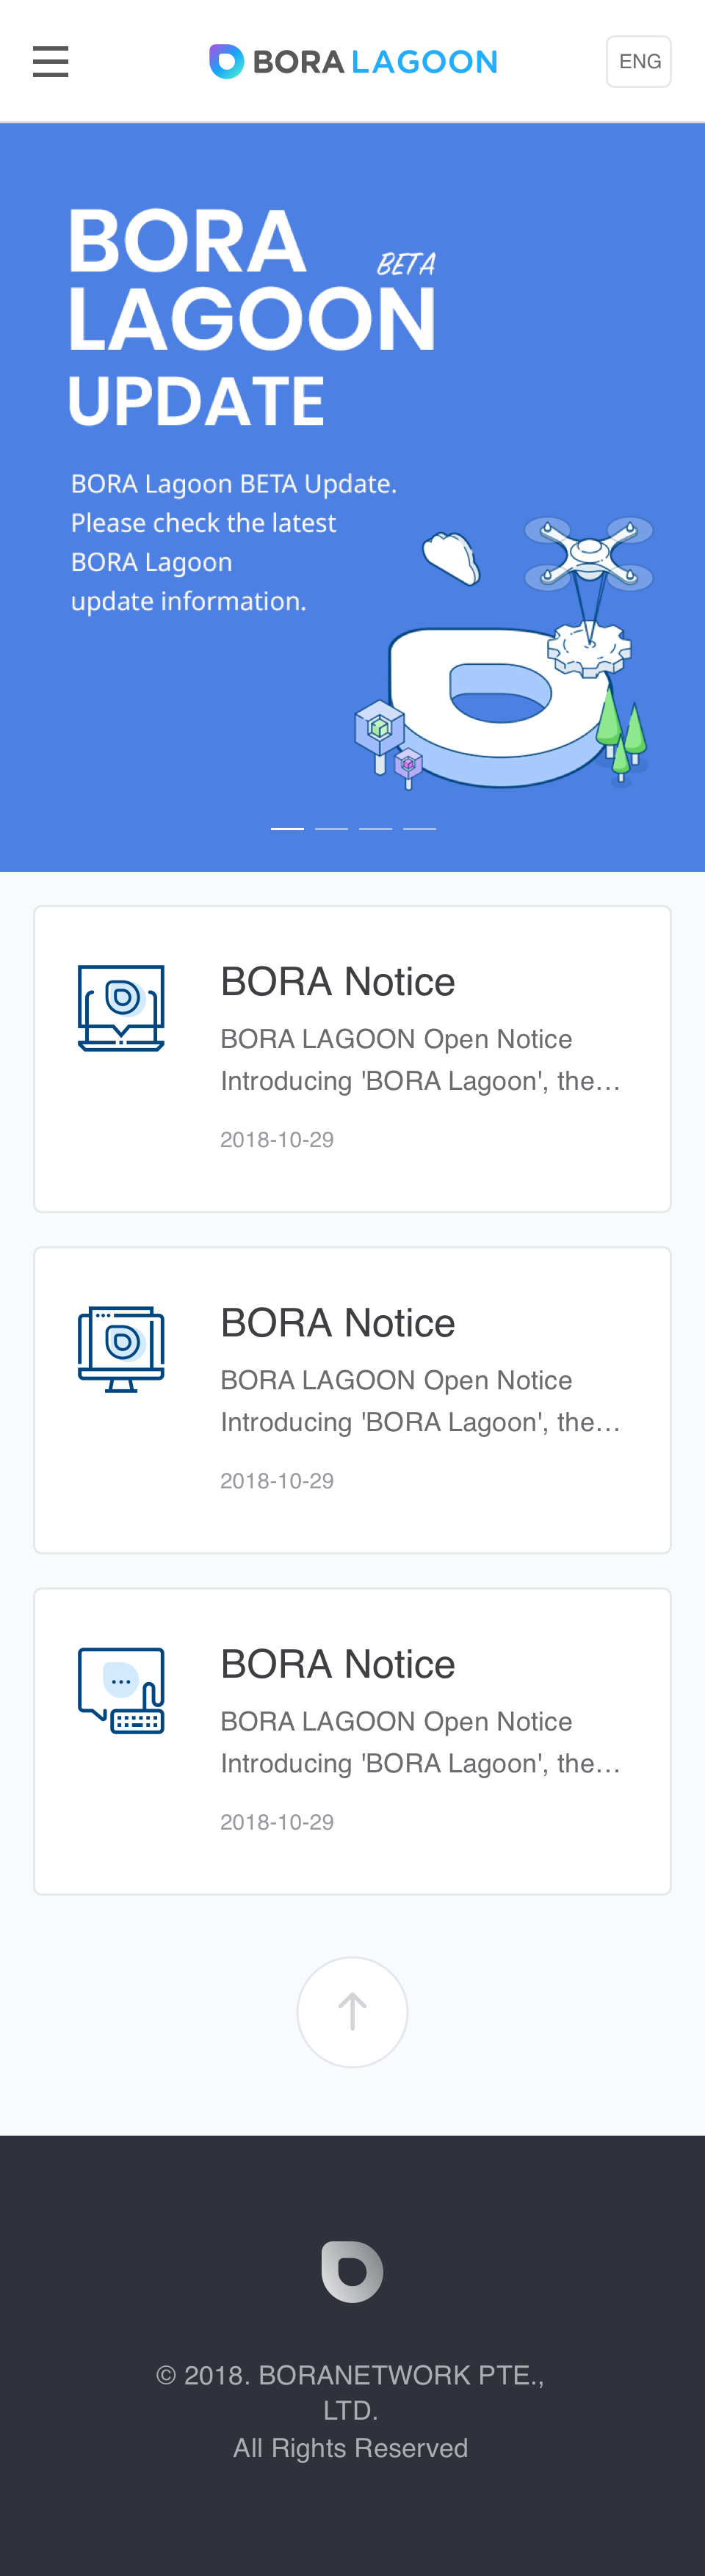 BORA LAGOON
ENG
BORA
BETA
LAGOON
UPDATE
BORA Lagoon BETA Update.
Please check the latest
BORA Lagoon
update information.
BORA Notice
BORA LAGOON Open Notice
Introducing 'BORA Lagoon', the…
2018-10-29
BORA Notice
BORA LAGOON Open Notice
Introducing 'BORA Lagoon', the…
2018-10-29
BORA Notice
BORA LAGOON Open Notice
Introducing 'BORA Lagoon', the…
2018-10-29
© 2018. BORANETWORK PTE.,
LTD.
All Rights Reserved